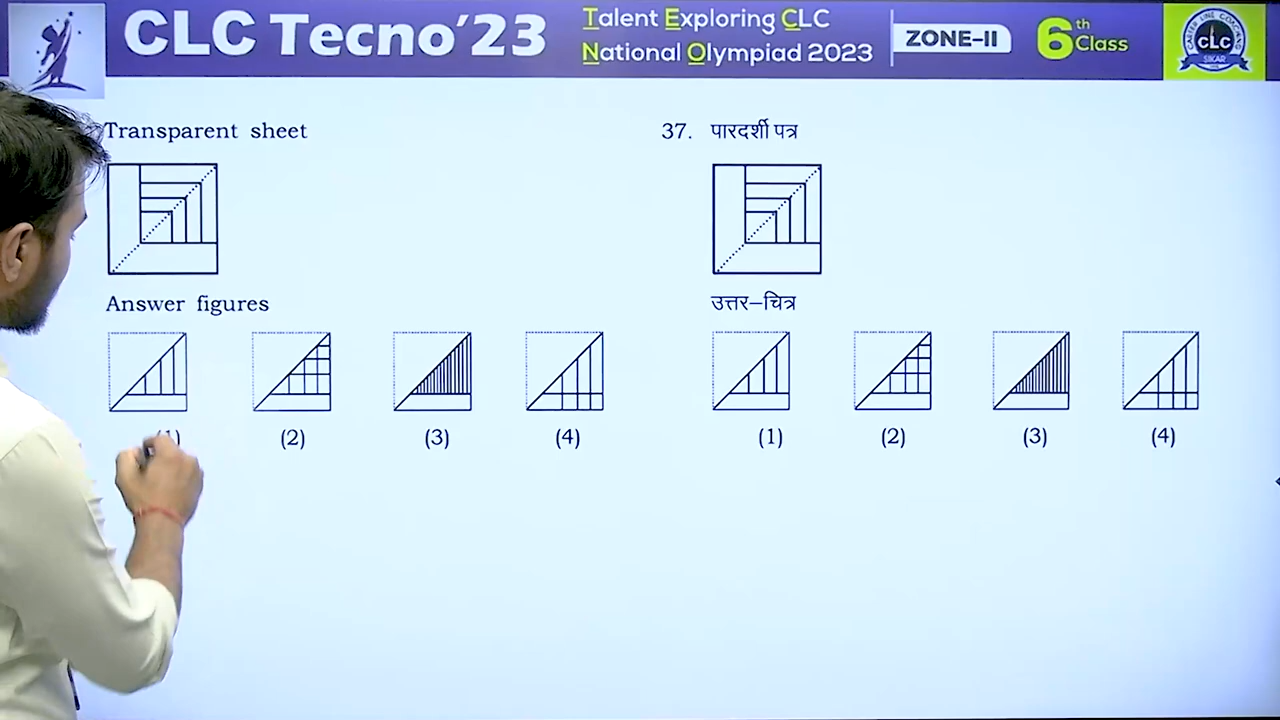 CLC Tecno'23
Talent Exploring CLC
National Olympiad 2023
ZONE-II
6th Class
CLC
SIKAR
Transparent sheet
37. पारदर्शी पत्र
Answer figures
उत्तर–चित्र
(1) (2) (3) (4)
(1) (2) (3) (4)